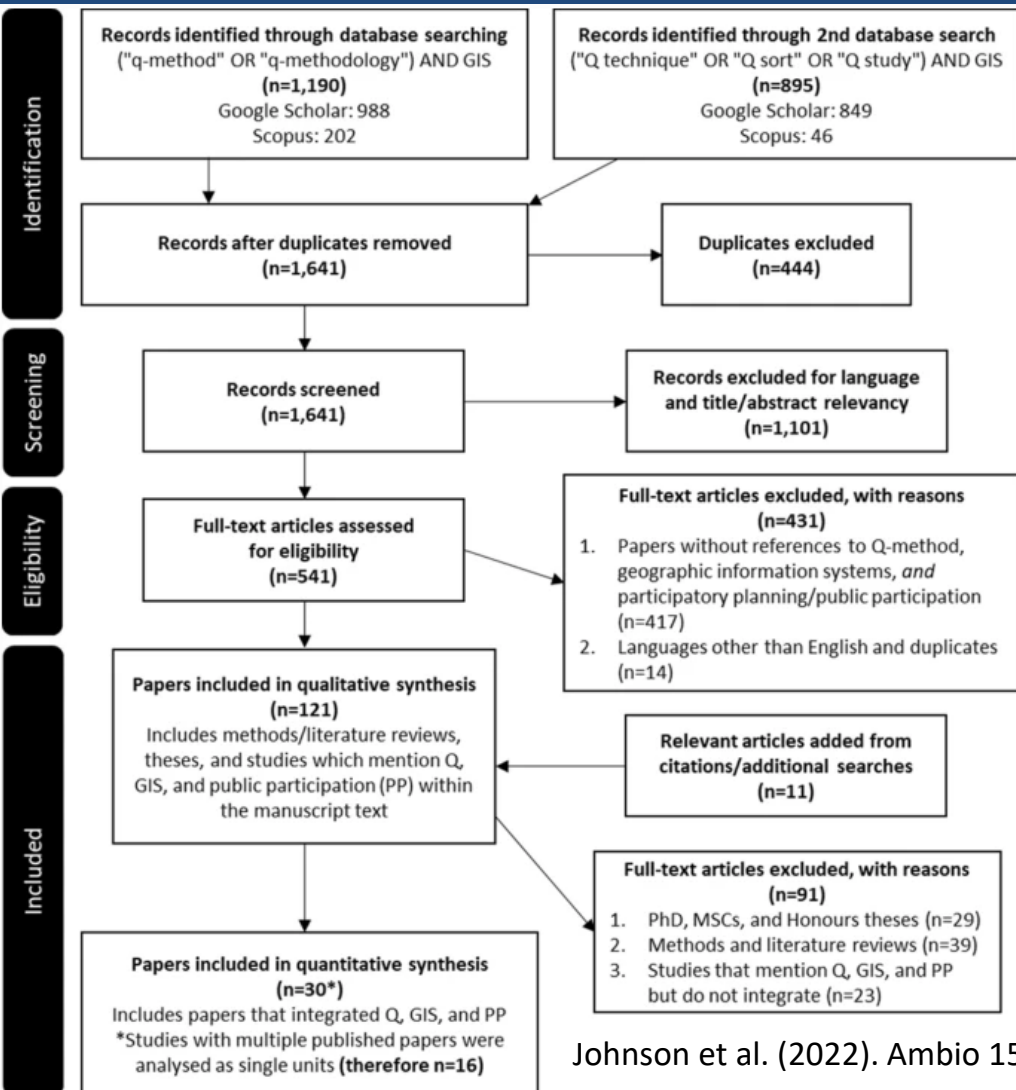 Identification
Records identified through database searching
("q-method" OR "q-methodology") AND GIS
(n=1,190)
Google Scholar: 988
Scopus: 202
Records identified through 2nd database search
("Q technique" OR "Q sort" OR "Q study") AND GIS
(n=895)
Google Scholar: 849
Scopus: 46
Records after duplicates removed
(n=1,641)
Duplicates excluded
(n=444)
Screening
Records screened
(n=1,641)
Records excluded for language
and title/abstract relevancy
(n=1,101)
Eligibility
Full-text articles assessed
for eligibility
(n=541)
Full-text articles excluded, with reasons
(n=431)
1. Papers without references to Q-method,
geographic information systems, and
participatory planning/public participation
(n=417)
2. Languages other than English and duplicates
(n=14)
Included
Papers included in qualitative synthesis
(n=121)
Includes methods/literature reviews,
theses, and studies which mention Q,
GIS, and public participation (PP) within
the manuscript text
Relevant articles added from
citations/additional searches
(n=11)
Full-text articles excluded, with reasons
(n=91)
1. PhD, MSCs, and Honours theses (n=29)
2. Methods and literature reviews (n=39)
3. Studies that mention Q, GIS, and PP
but do not integrate (n=23)
Papers included in quantitative synthesis
(n=30*)
Includes papers that integrated Q, GIS, and PP
*Studies with multiple published papers were
analysed as single units (therefore n=16)
Johnson et al. (2022). Ambio 15